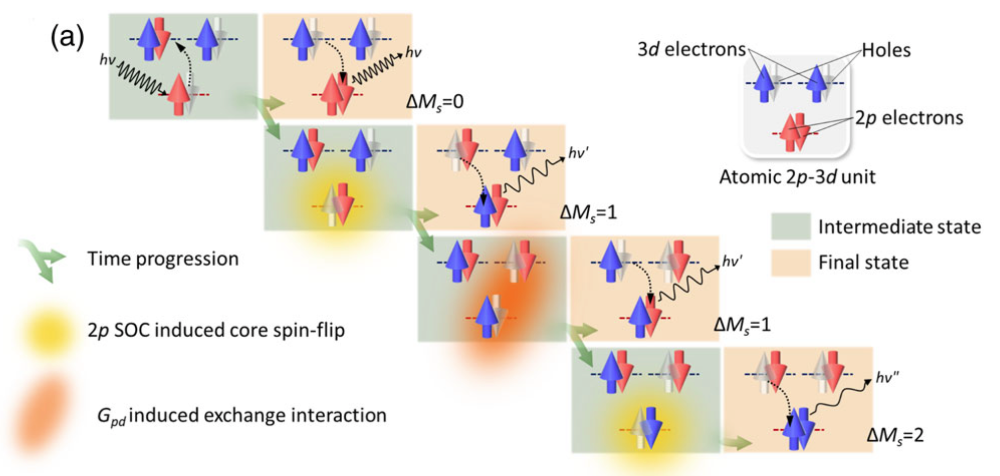 (a)
hν
hν
ΔMs=0
3d electrons
Holes
2p electrons
Atomic 2p-3d unit
hν'
ΔMs=1
Intermediate state
Final state
Time progression
hν'
ΔMs=1
2p SOC induced core spin-flip
hν"
ΔMs=2
Gpd induced exchange interaction